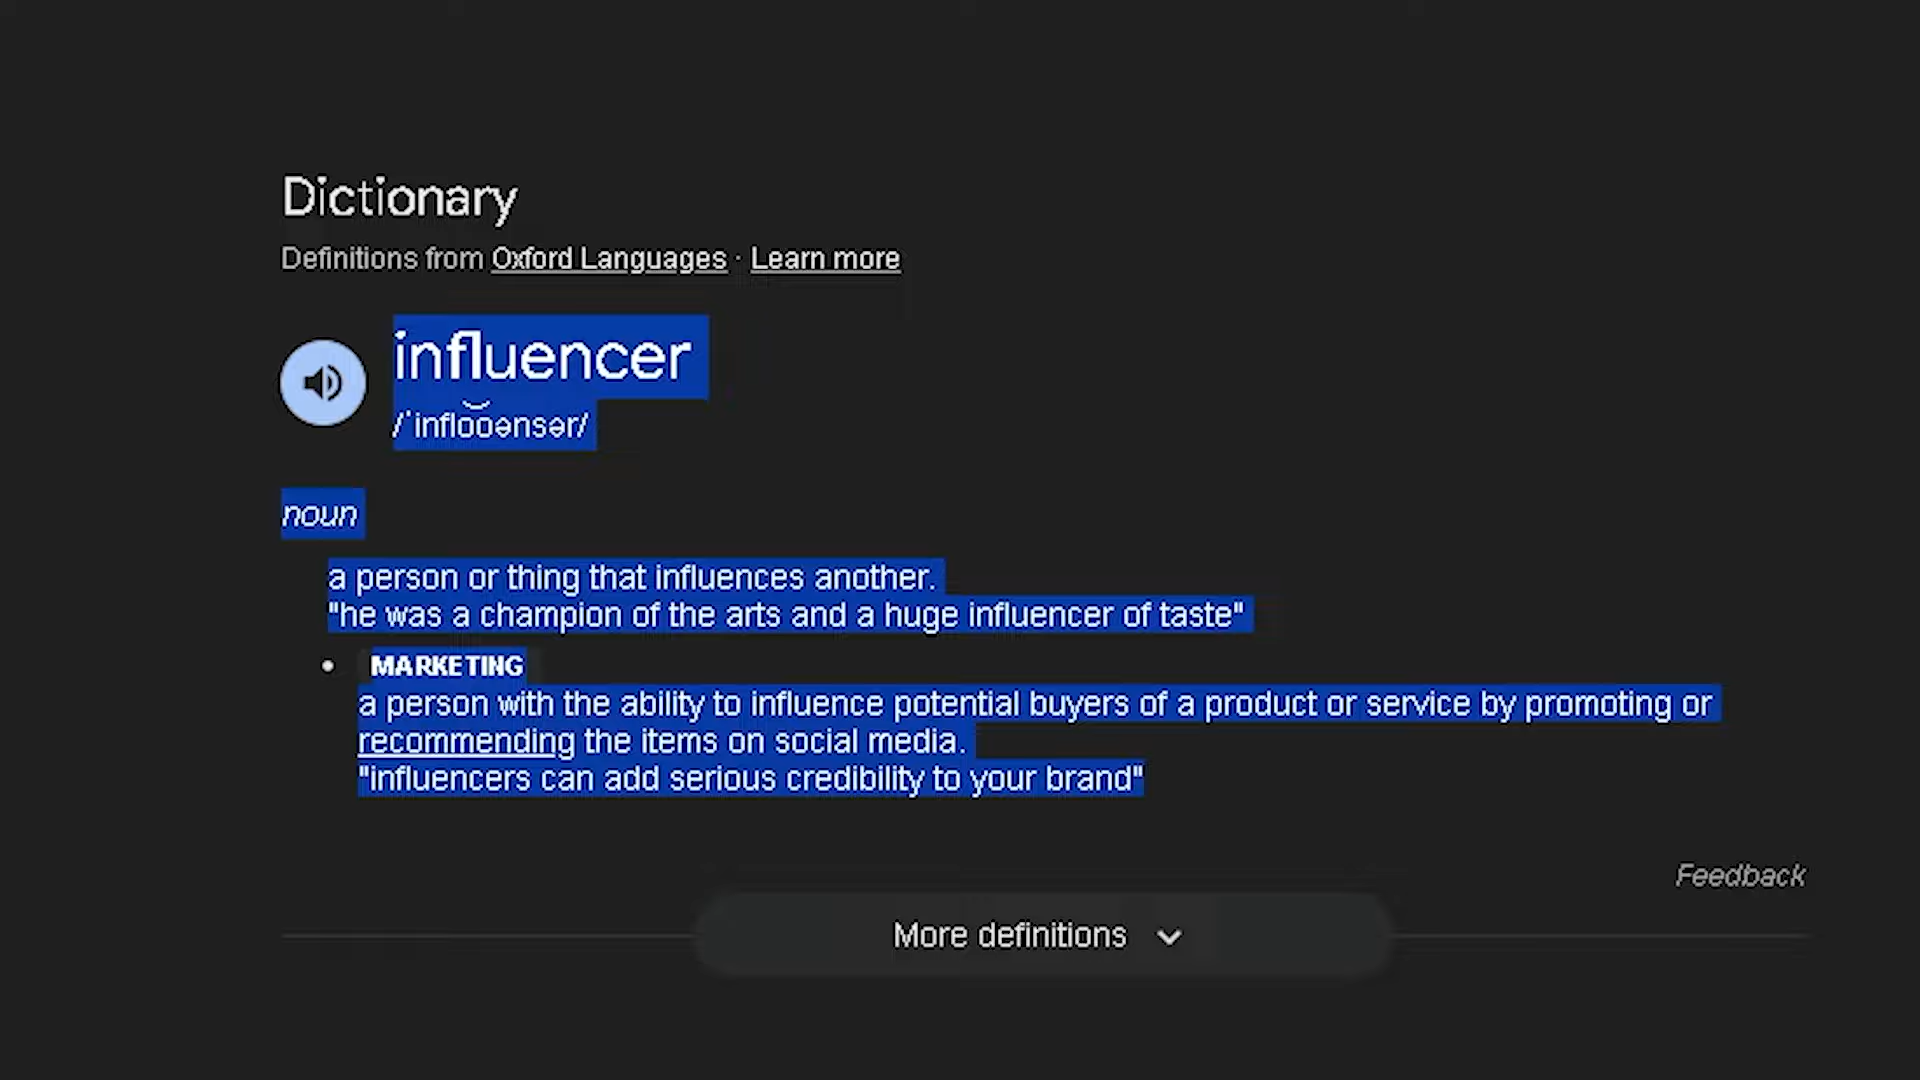 Dictionary
Definitions from Oxford Languages · Learn more
influencer
/ˈinflo͝oənsər/
noun
a person or thing that influences another.
"he was a champion of the arts and a huge influencer of taste"
• MARKETING
a person with the ability to influence potential buyers of a product or service by promoting or
recommending the items on social media.
"influencers can add serious credibility to your brand"
Feedback
More definitions